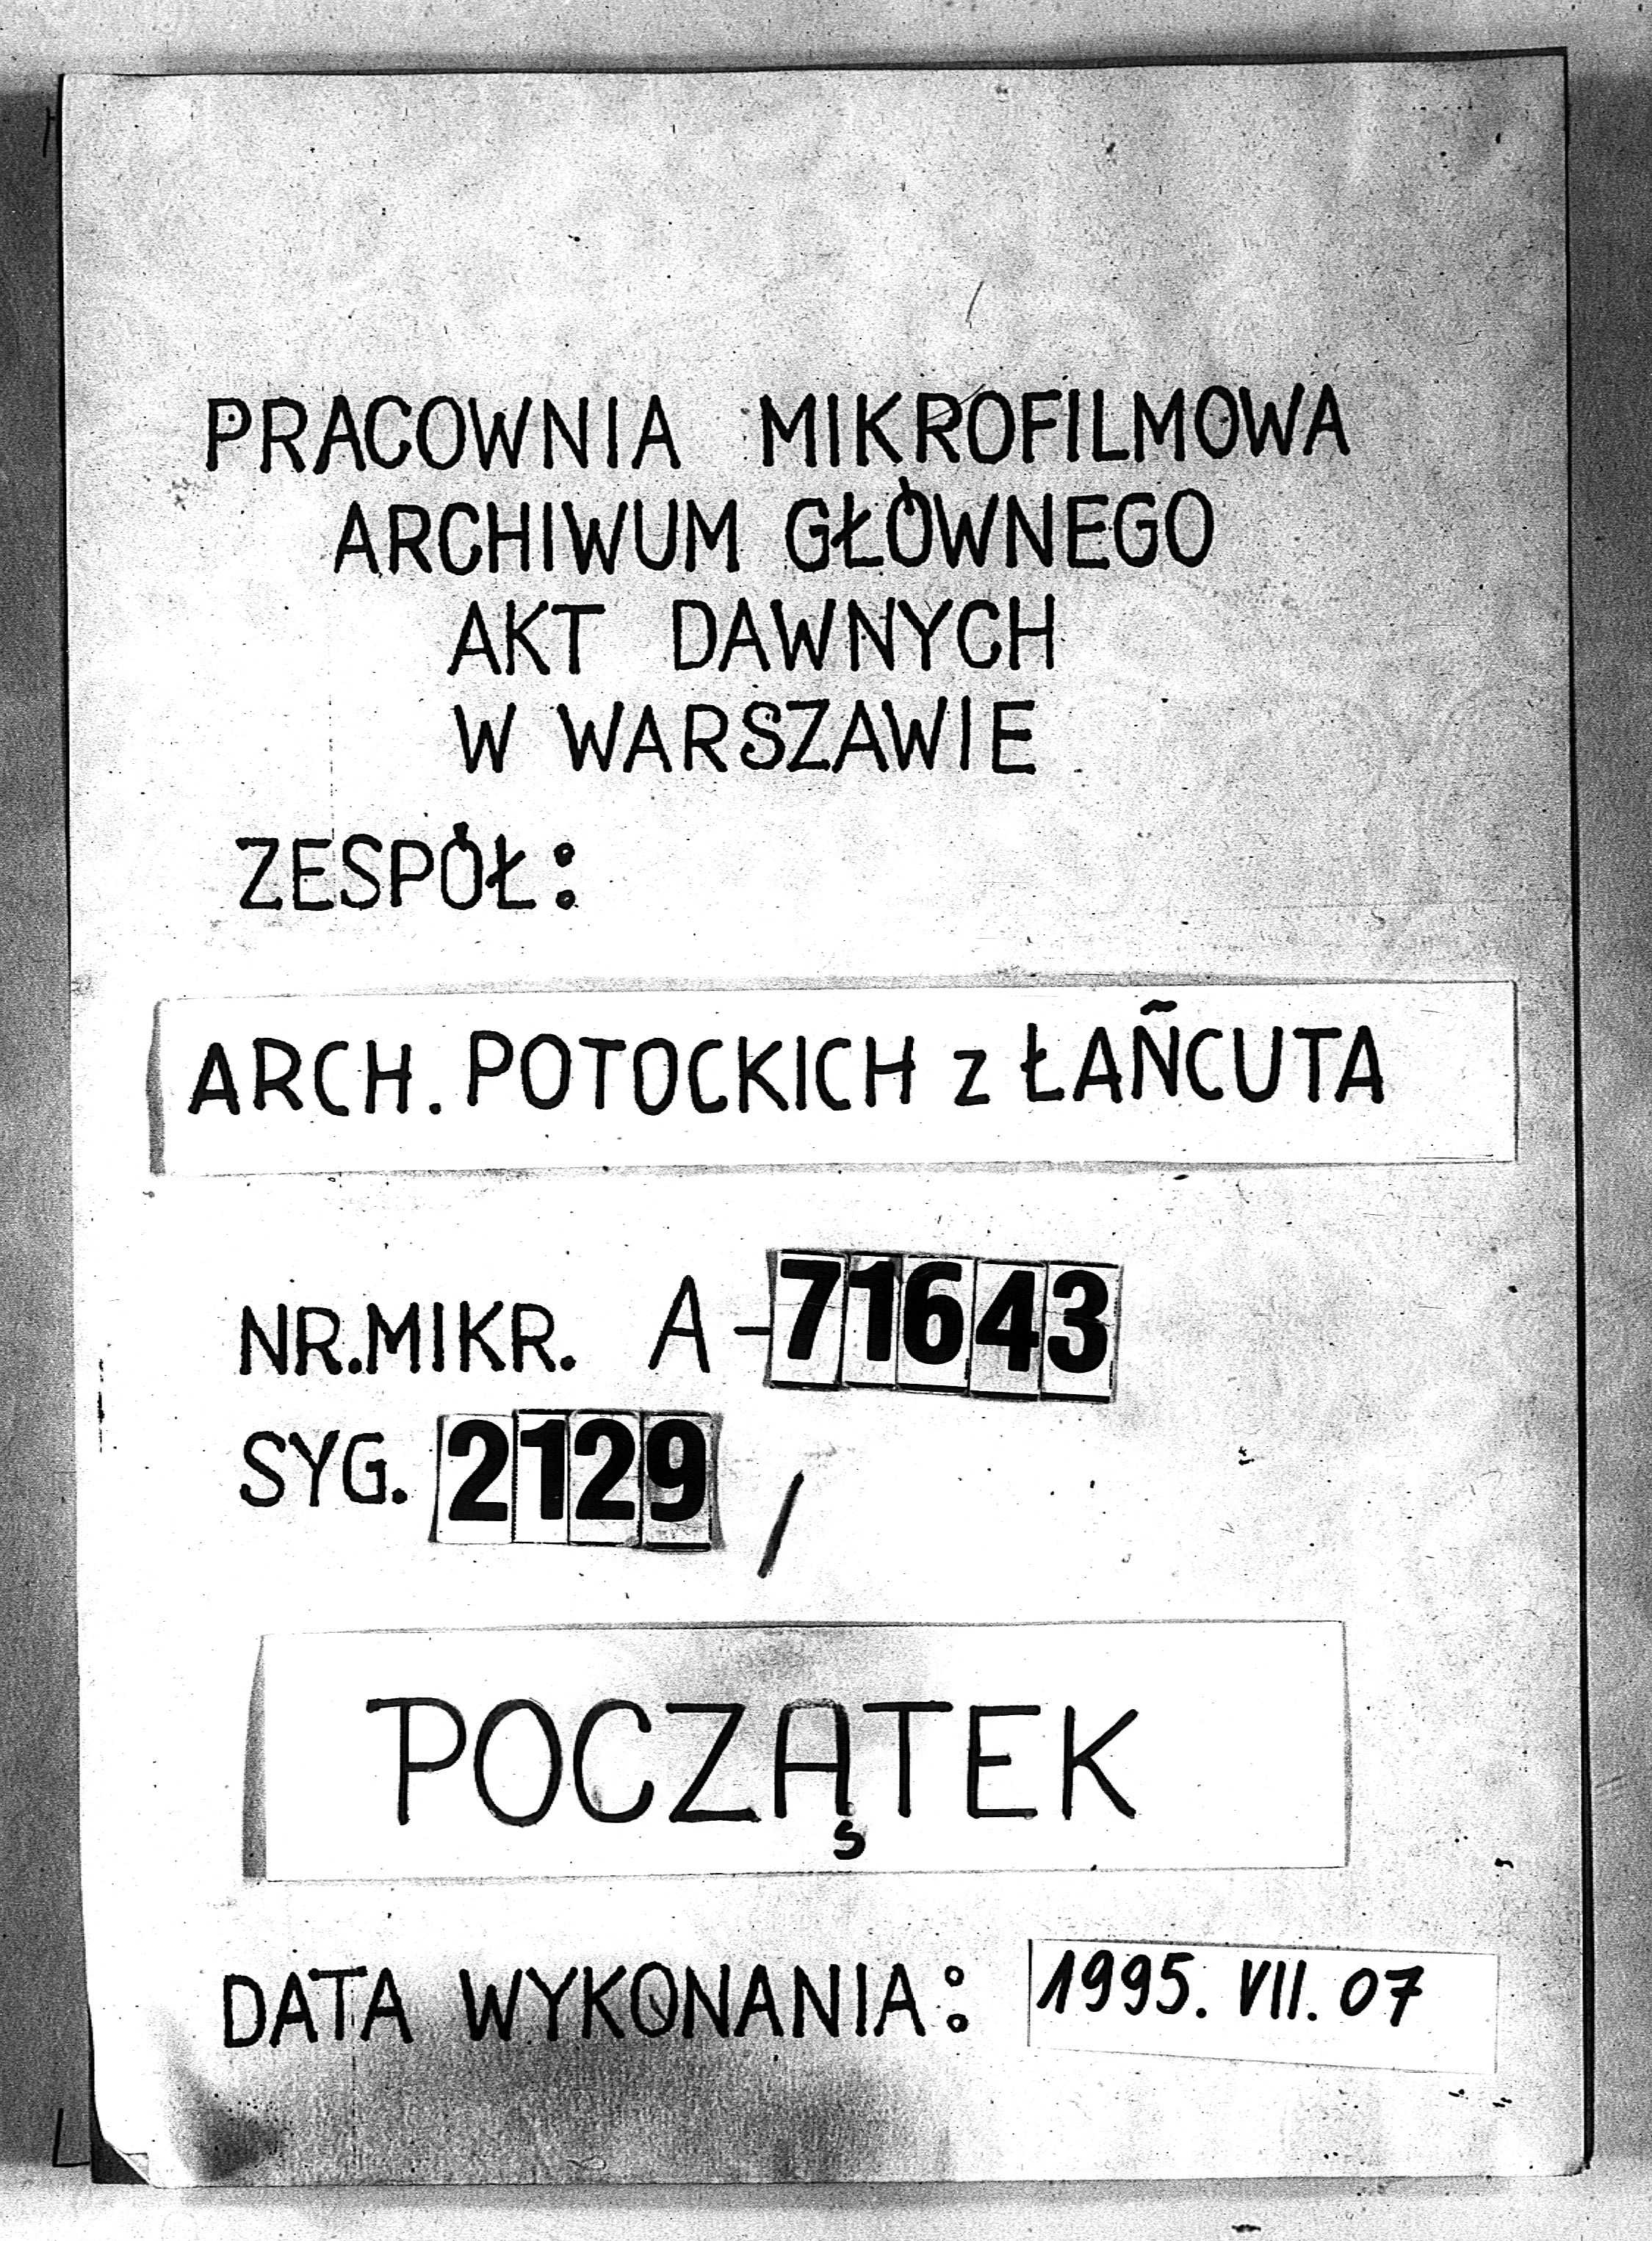 PRACOWNIA MIKROFILMOWA
ARCHIWUM GŁÓWNEGO
AKT DAWNYCH
W WARSZAWIE
ZESPÓŁ:
ARCH. POTOCKICH z ŁAŃCUTA
NR. MIKR. A-71643
SYG. 2129 /
POCZĄTEK
DATA WYKONANIA: 1995. VII. 07